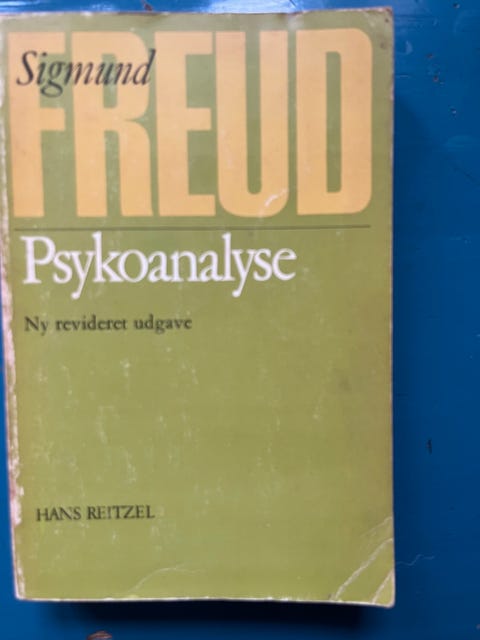 Sigmund
FREUD
Psykoanalyse
Ny revideret udgave
HANS REITZEL